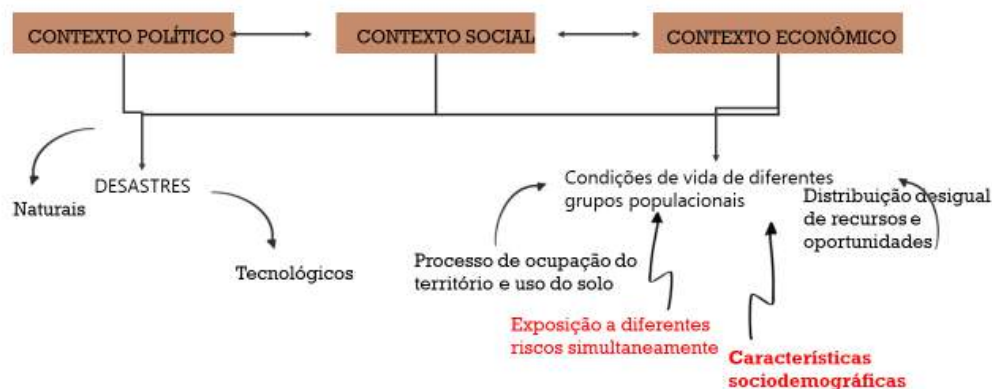 CONTEXTO POLÍTICO
CONTEXTO SOCIAL
CONTEXTO ECONÔMICO
Naturais
DESASTRES
Tecnológicos
Condições de vida de diferentes
grupos populacionais
Distribuição desigual
de recursos e
oportunidades
Processo de ocupação do
território e uso do solo
Exposição a diferentes
riscos simultaneamente
Características
sociodemográficas